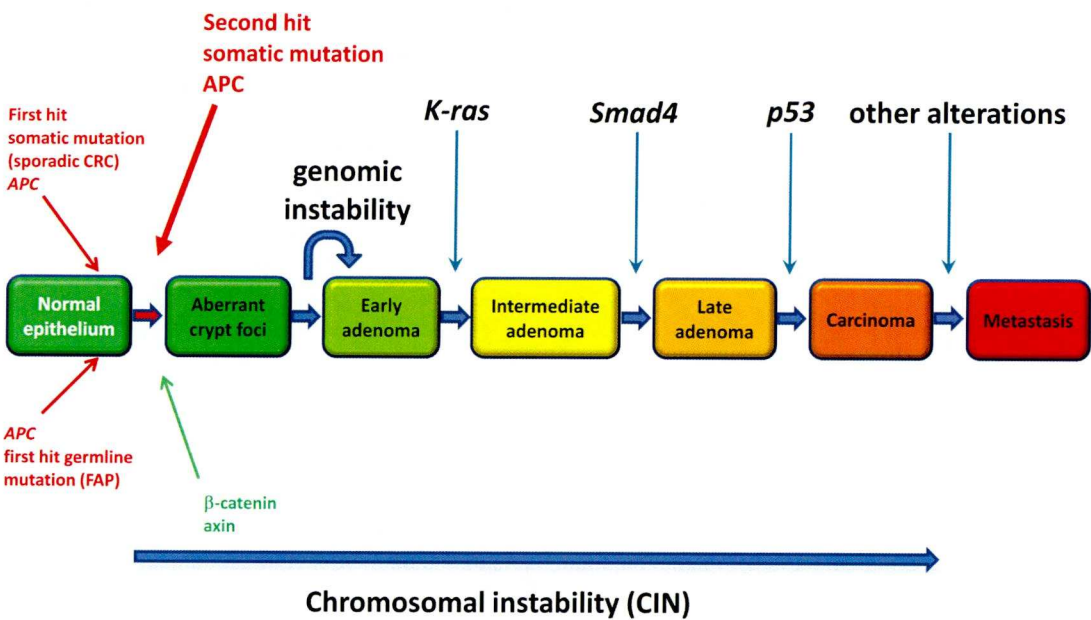 Second hit
somatic mutation
APC
First hit
somatic mutation
(sporadic CRC)
APC
genomic
instability
K-ras
Smad4
p53
other alterations
Normal
epithelium
Aberrant
crypt foci
Early
adenoma
Intermediate
adenoma
Late
adenoma
Carcinoma
Metastasis
APC
first hit germline
mutation (FAP)
β-catenin
axin
Chromosomal instability (CIN)